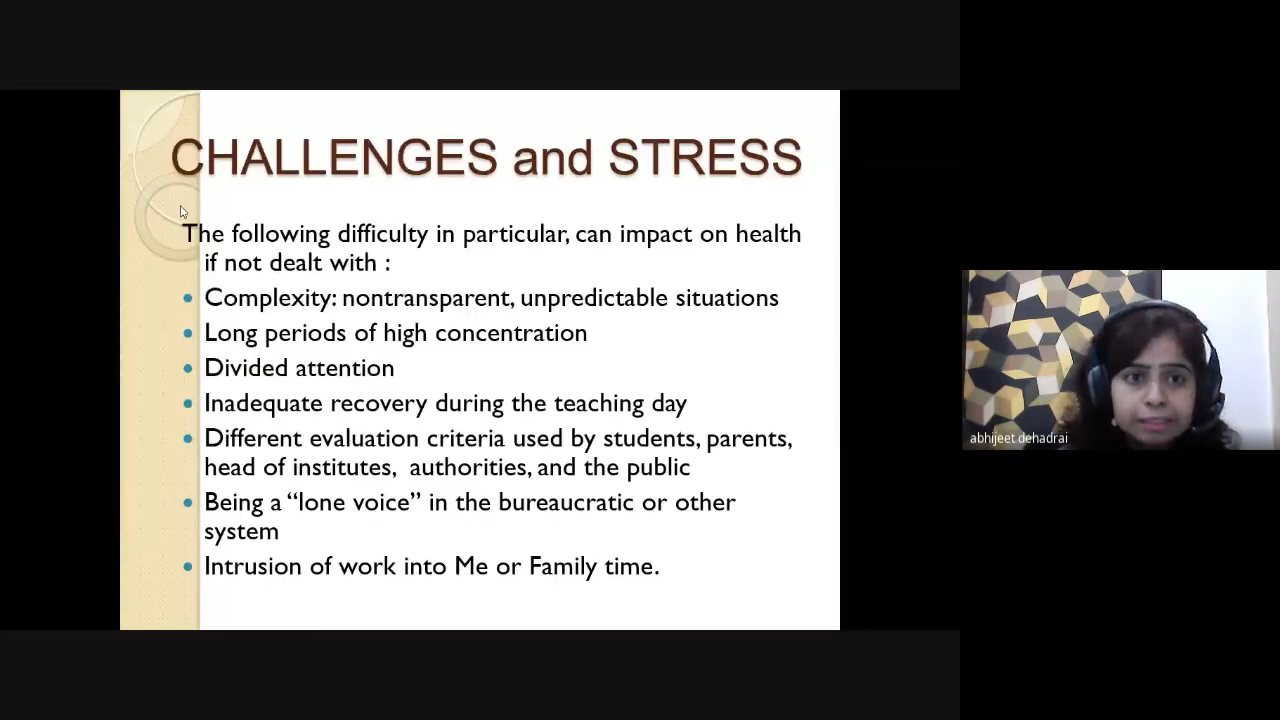 CHALLENGES and STRESS
The following difficulty in particular, can impact on health
if not dealt with :
• Complexity: nontransparent, unpredictable situations
• Long periods of high concentration
• Divided attention
• Inadequate recovery during the teaching day
• Different evaluation criteria used by students, parents,
head of institutes,  authorities, and the public
• Being a “lone voice” in the bureaucratic or other
system
• Intrusion of work into Me or Family time.
abhijeet dehadrai